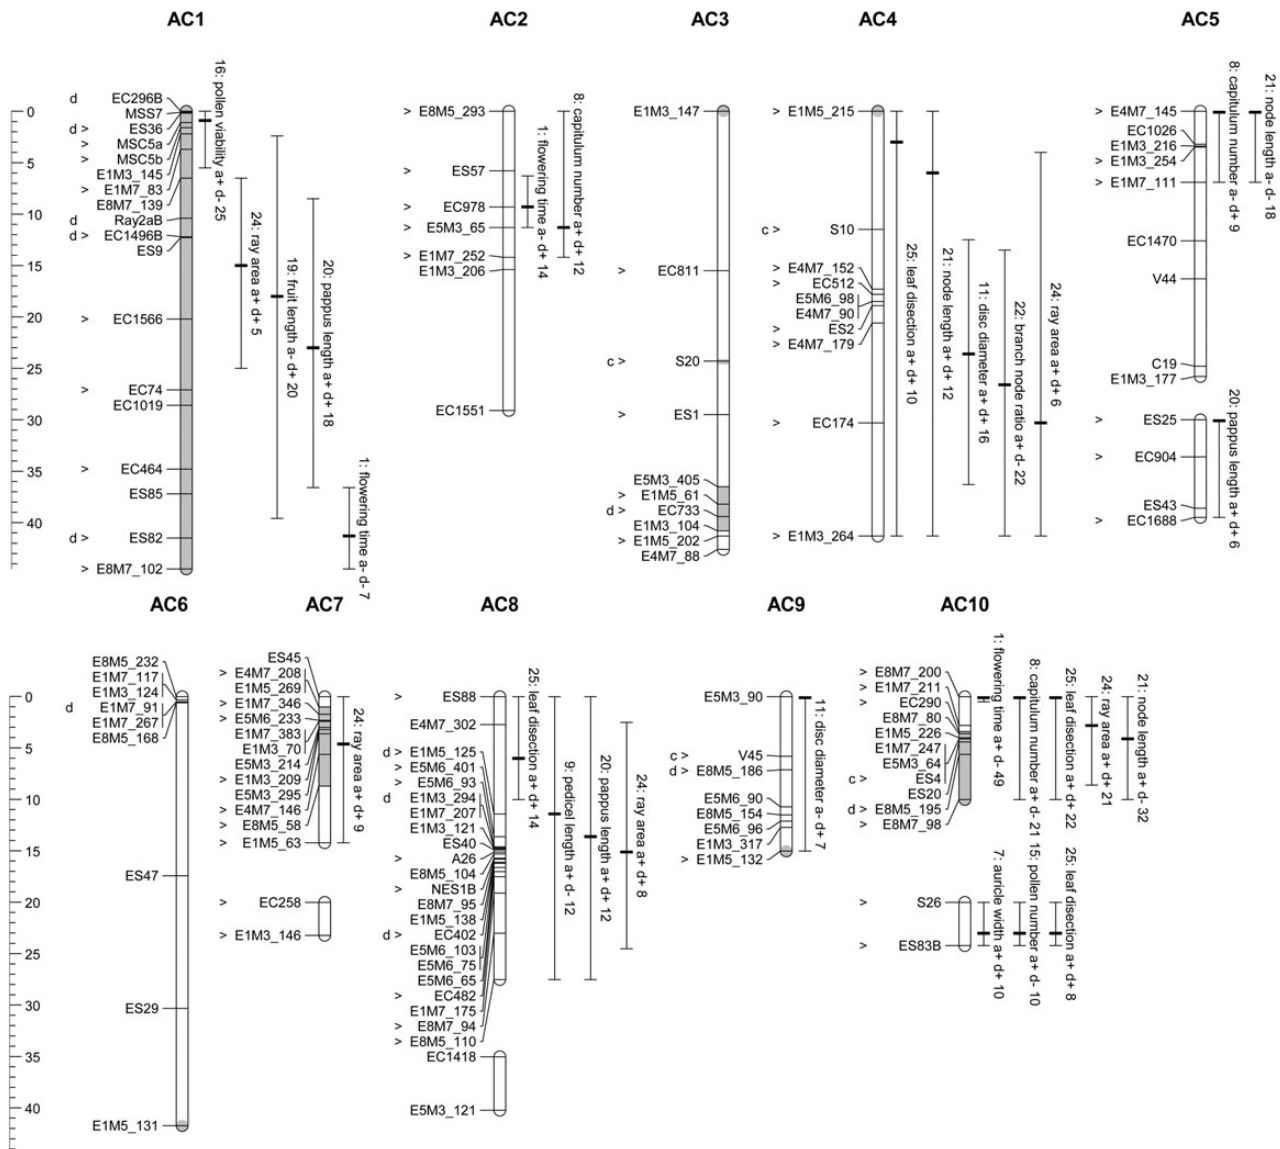 AC1
AC2
AC3
AC4
AC5
0
5
10
15
20
25
30
35
40
d EC296B
MSS7
d > ES36
> MSC5a
> MSC5b
E1M3_145
> E1M7_83
E8M7_139
d Ray2aB
d > EC1496B
ES9
> EC1566
> EC74
EC1019
> EC464
ES85
d > ES82
> E8M7_102
16: pollen viability a+ d- 25
24: ray area a+ d+ 5
19: fruit length a- d+ 20
20: pappus length a+ d+ 18
1: flowering time a- d- 7
> E8M5_293
> ES57
> EC978
> E5M3_65
> E1M7_252
E1M3_206
EC1551
1: flowering time a- d+ 14
8: capitulum number a+ d+ 12
E1M3_147
> EC811
c > S20
> ES1
E5M3_405
> E1M5_61
d > EC733
E1M3_104
> E1M5_202
E4M7_88
> E1M5_215
c > S10
> E4M7_152
> EC512
E5M6_98
E4M7_90
> ES2
> E4M7_179
> EC174
> E1M3_264
25: leaf disection a+ d+ 10
21: node length a+ d+ 12
11: disc diameter a+ d+ 16
22: branch node ratio a+ d- 22
24: ray area a+ d+ 6
> E4M7_145
EC1026
E1M3_216
> E1M3_254
> E1M7_111
EC1470
V44
C19
E1M3_177
> ES25
> EC904
ES43
> EC1688
8: capitulum number a- d+ 9
21: node length a- d- 18
20: pappus length a+ d+ 6
AC6
AC7
AC8
AC9
AC10
0
5
10
15
20
25
30
35
40
E8M5_232
E1M7_117
E1M3_124
d E1M7_91
E1M7_267
E8M5_168
ES47
ES29
E1M5_131
ES45
> E4M7_208
E1M5_269
> E1M7_346
> E5M6_233
E1M7_383
E1M3_70
E5M3_214
> E1M3_209
E5M3_295
> E4M7_146
> E8M5_58
> E1M5_63
> EC258
> E1M3_146
24: ray area a+ d+ 9
> ES88
E4M7_302
d > E1M5_125
> E5M6_401
> E5M6_93
d E1M3_294
E1M7_207
E1M3_121
ES40
> A26
E8M5_104
> NES1B
E8M7_95
E1M5_138
d > EC402
E5M6_103
E5M6_75
E5M6_65
> EC482
E1M7_175
> E8M7_94
> E8M5_110
EC1418
E5M3_121
25: leaf disection a+ d+ 14
9: pedicel length a+ d- 12
20: pappus length a+ d+ 12
24: ray area a+ d+ 8
E5M3_90
c > V45
d > E8M5_186
E5M6_90
E8M5_154
E5M6_96
E1M3_317
> E1M5_132
11: disc diameter a- d+ 7
> E8M7_200
> E1M7_211
> EC290
E8M7_80
E1M5_226
E1M7_247
E5M3_64
c > ES4
ES20
d > E8M5_195
> E8M7_98
> S26
> ES83B
1: flowering time a+ d- 49
8: capitulum number a+ d- 21
25: leaf disection a+ d+ 22
24: ray area a+ d+ 21
21: node length a+ d- 32
7: auricle width a+ d+ 10
15: pollen number a+ d- 10
25: leaf disection a+ d+ 8